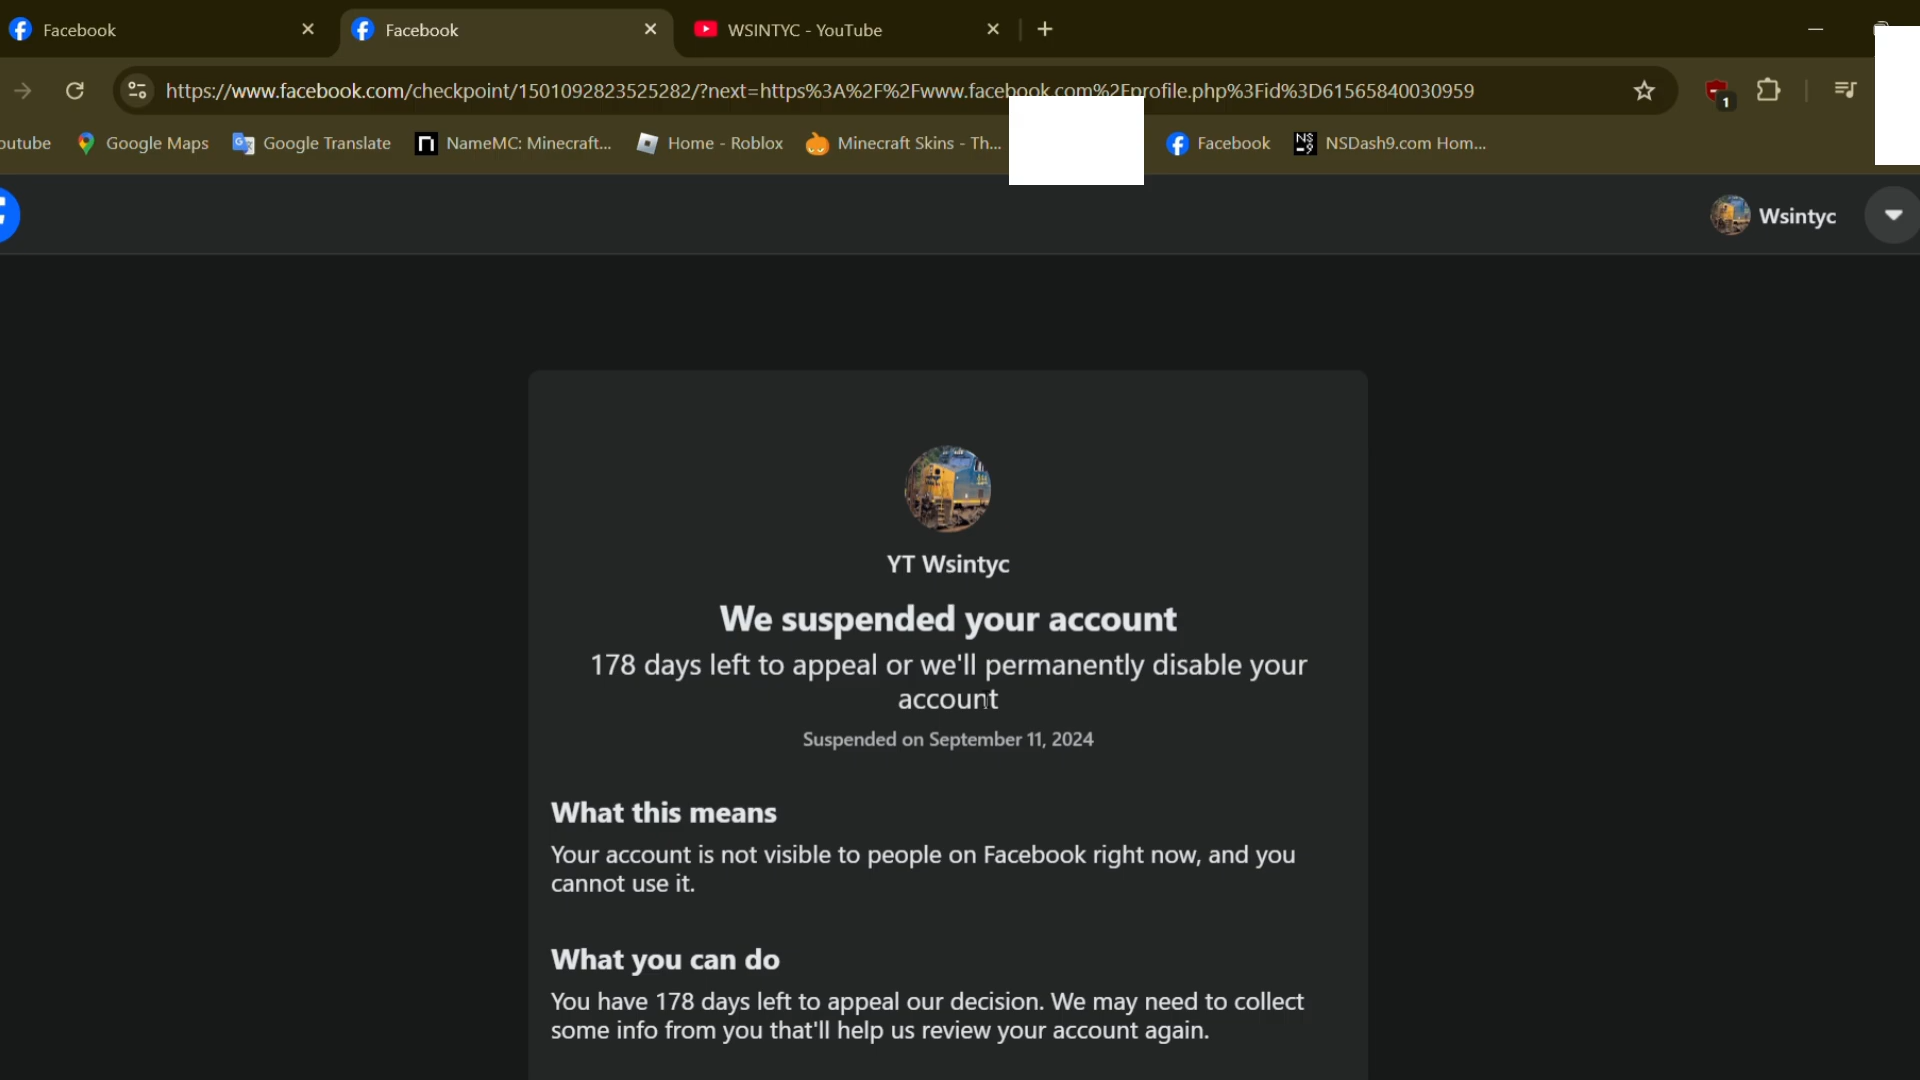 Facebook
Facebook
WSINTYC - YouTube
https://www.facebook.com/checkpoint/1501092823525282/?next=https%3A%2F%2Fwww.facebook.com%2Fprofile.php%3Fid%3D61565840030959
1
outube
Google Maps
Google Translate
NameMC: Minecraft...
Home - Roblox
Minecraft Skins - Th...
Facebook
NSDash9.com Hom...
Wsintyc
YT Wsintyc
We suspended your account
178 days left to appeal or we'll permanently disable your
account
Suspended on September 11, 2024
What this means
Your account is not visible to people on Facebook right now, and you
cannot use it.
What you can do
You have 178 days left to appeal our decision. We may need to collect
some info from you that'll help us review your account again.